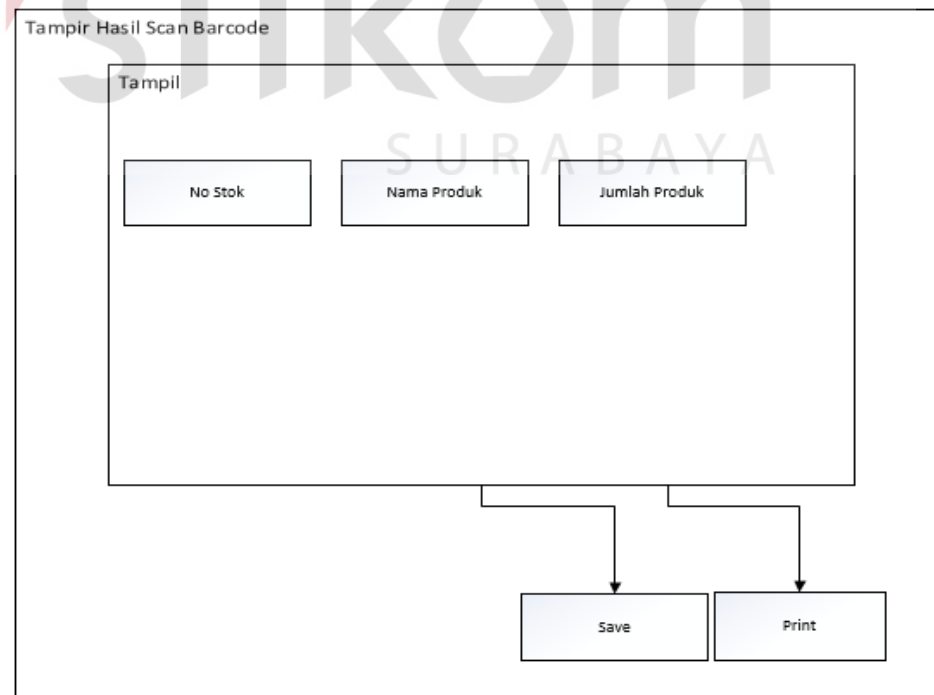 Tampir Hasil Scan Barcode
Tampil
SURABAYA
No Stok
Nama Produk
Jumlah Produk
Save
Print